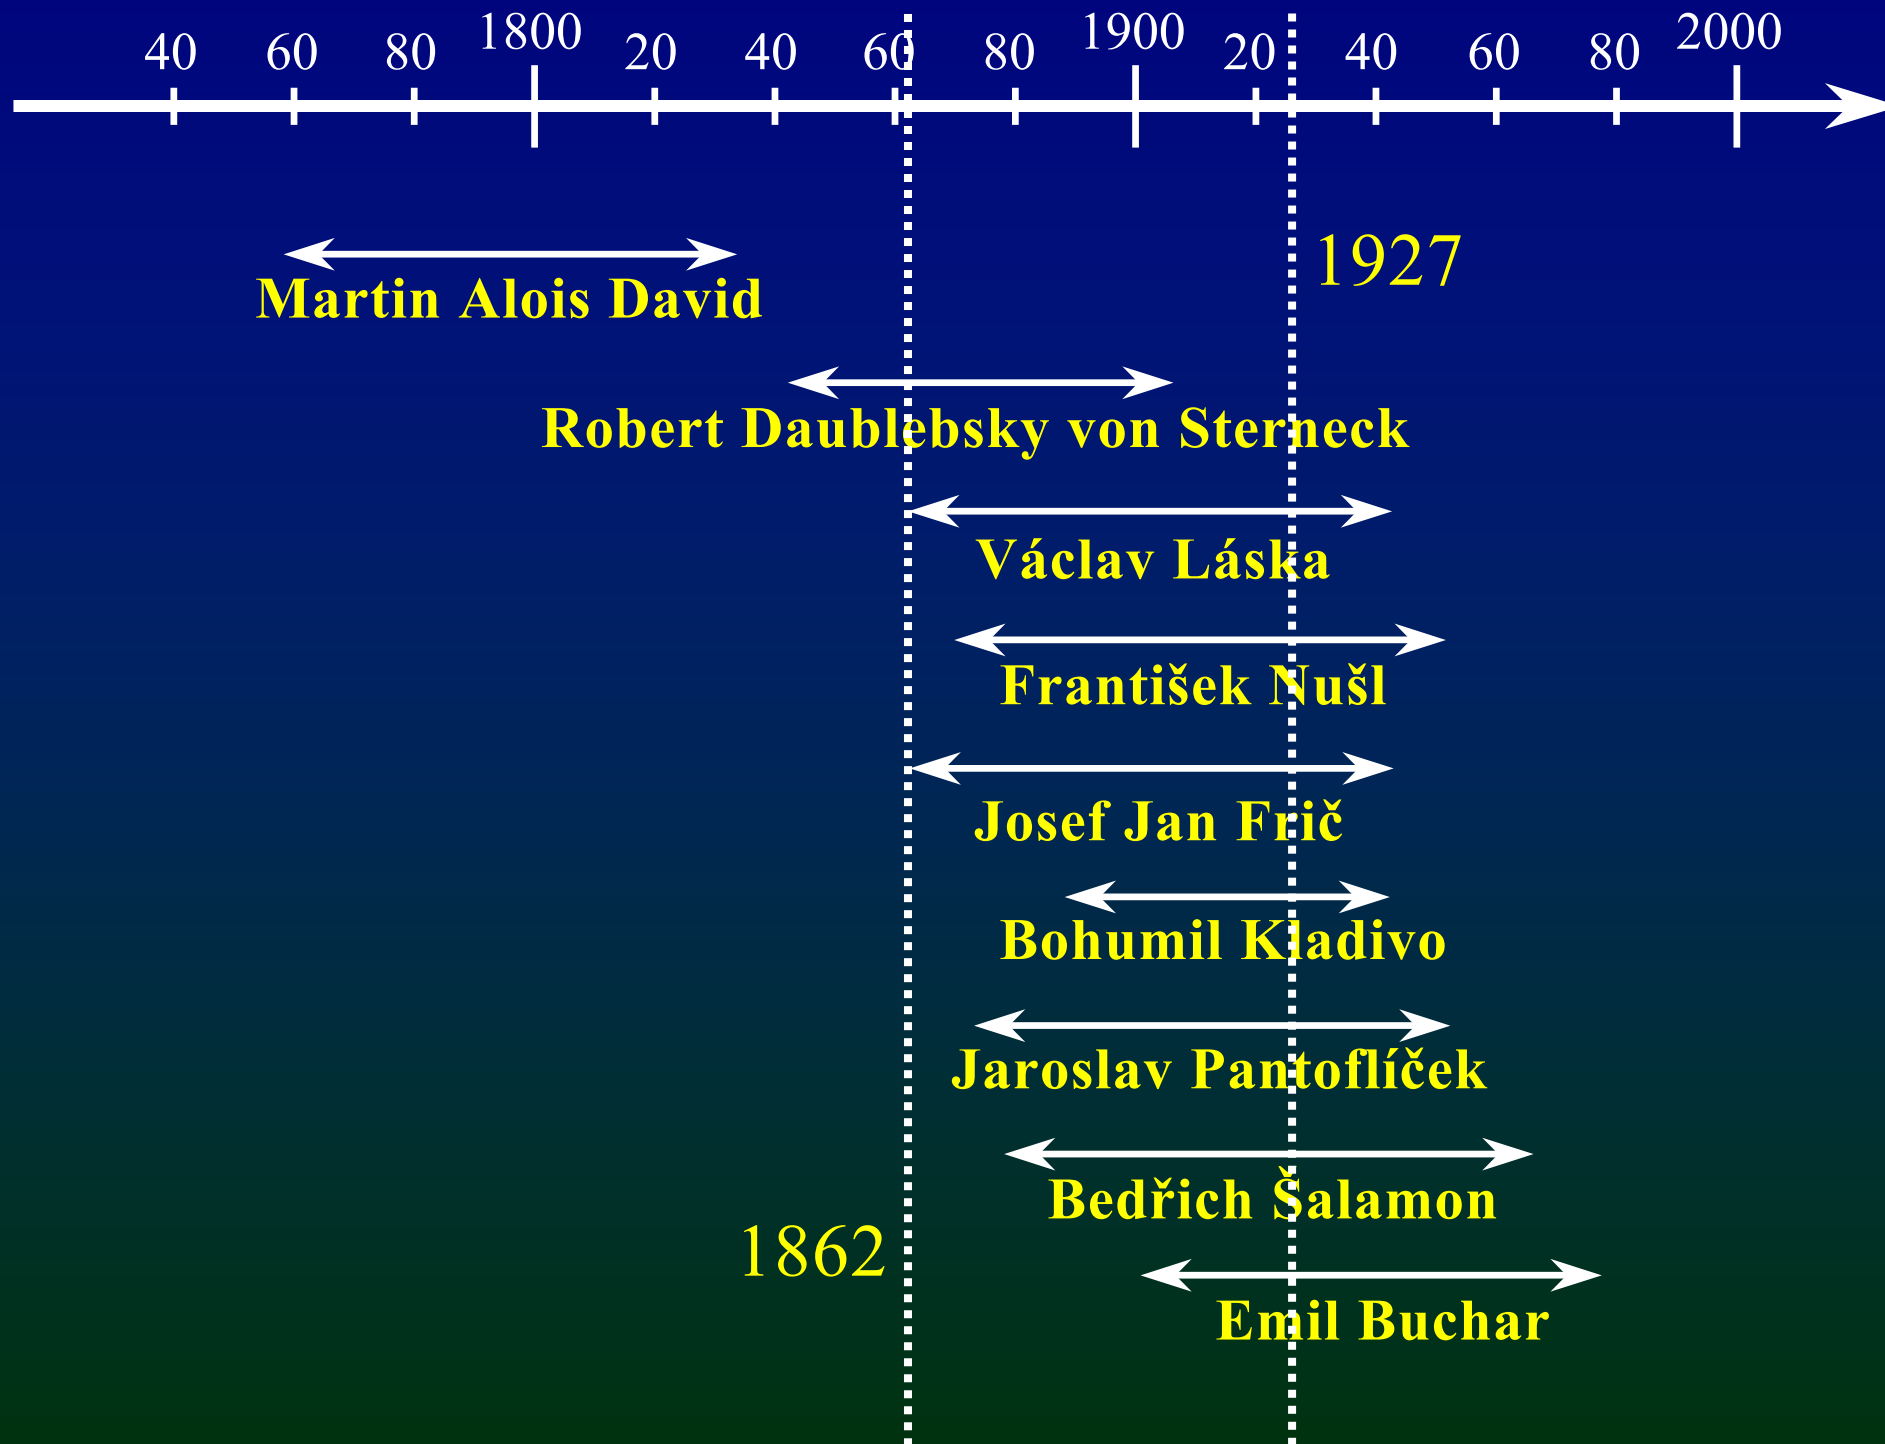 40 60 80 1800 20 40 60 80 1900 20 40 60 80 2000
1927
Martin Alois David
Robert Daublebsky von Sterneck
Václav Láska
František Nušl
Josef Jan Frič
Bohumil Kladivo
Jaroslav Pantoflíček
Bedřich Šalamon
1862
Emil Buchar